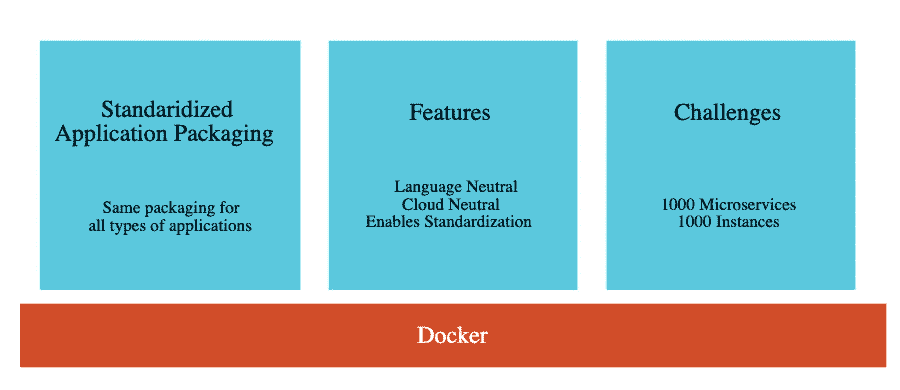 Standaridized
Application Packaging
Same packaging for
all types of applications
Features
Language Neutral
Cloud Neutral
Enables Standardization
Challenges
1000 Microservices
1000 Instances
Docker